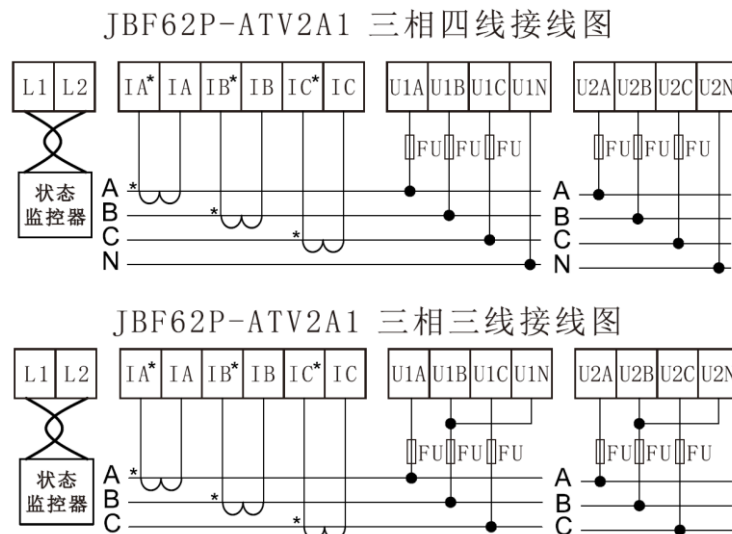 JBF62P-ATV2A1 三相四线接线图
L1 L2 IA* IA IB* IB IC* IC U1A U1B U1C U1N U2A U2B U2C U2N
FU FU FU FU FU FU
状态
监控器
* A A
* B B
* C C
N N
JBF62P-ATV2A1 三相三线接线图
L1 L2 IA* IA IB* IB IC* IC U1A U1B U1C U1N U2A U2B U2C U2N
FU FU FU FU FU FU
状态
监控器
* A A
* B B
* C C